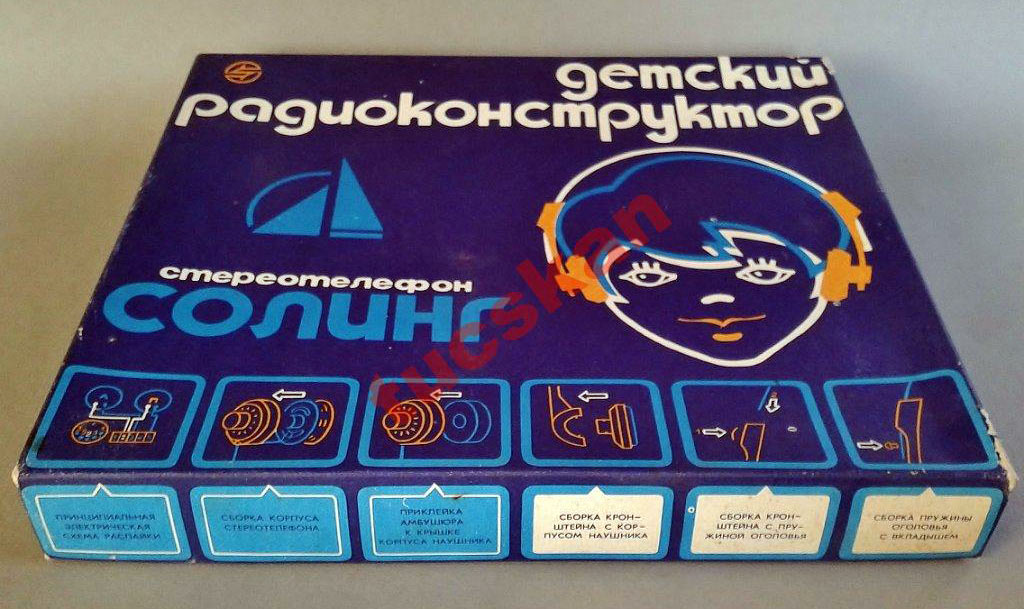 детский
радиоконструктор
стереотелефон
СОЛИНГ
rucskan
ПРИНЦИПИАЛЬНАЯ
ЭЛЕКТРИЧЕСКАЯ
СХЕМА РАСПАЙКИ
СБОРКА КОРПУСА
СТЕРЕОТЕЛЕФОНА
ПРИКЛЕЙКА
АМБУШЮРА
К КРЫШКЕ
КОРПУСА НАУШНИКА
СБОРКА КРОН-
ШТЕЙНА С КОР-
ПУСОМ НАУШНИКА
СБОРКА КРОН-
ШТЕЙНА С ПРУ-
ЖИНОЙ ОГОЛОВЬЯ
СБОРКА ПРУЖИНЫ
ОГОЛОВЬЯ
С ВКЛАДЫШЕМ